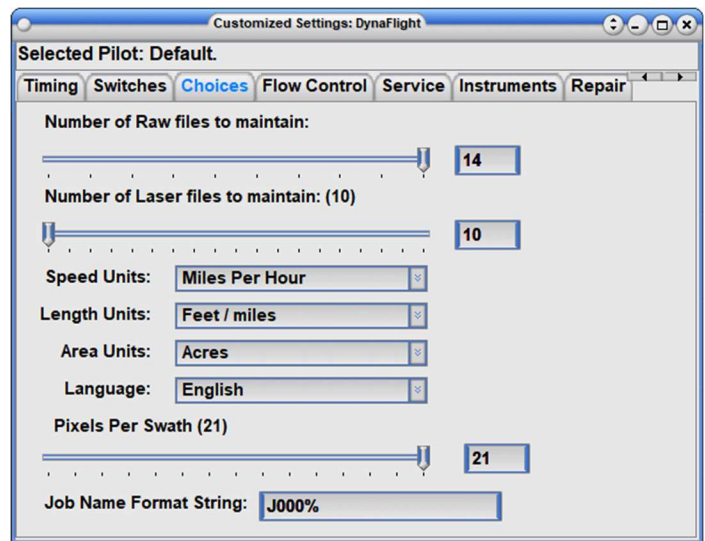 Customized Settings: DynaFlight
Selected Pilot: Default.
Timing Switches Choices Flow Control Service Instruments Repair
Number of Raw files to maintain:
14
Number of Laser files to maintain: (10)
10
Speed Units: Miles Per Hour
Length Units: Feet / miles
Area Units: Acres
Language: English
Pixels Per Swath (21)
21
Job Name Format String: J000%